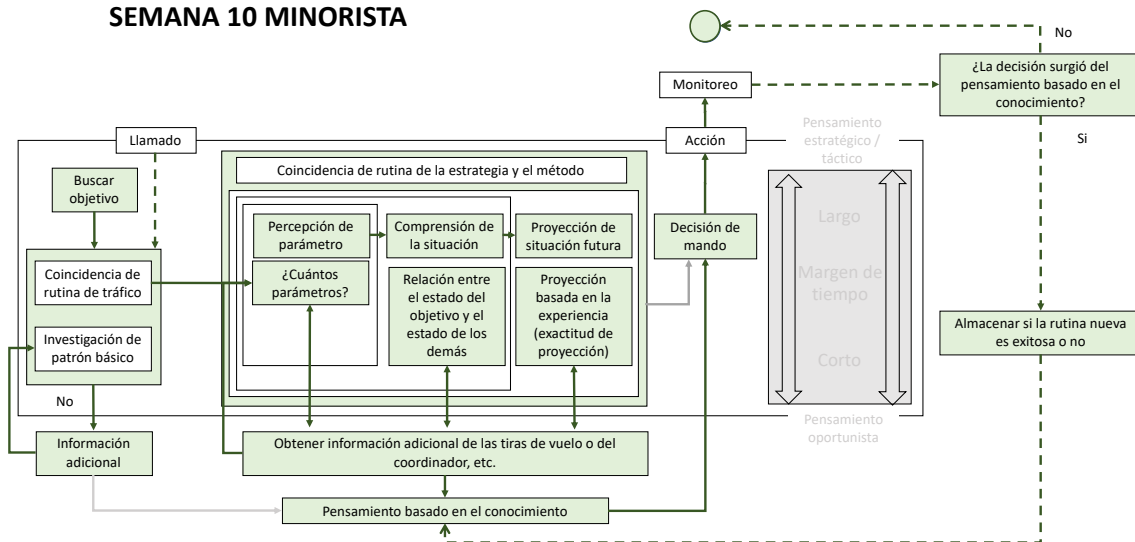 SEMANA 10 MINORISTA
No
¿La decisión surgió del
pensamiento basado en el
conocimiento?
Monitoreo
Si
Llamado
Acción
Pensamiento
estratégico /
táctico
Buscar
objetivo
Coincidencia de rutina de la estrategia y el método
Coincidencia de
rutina de tráfico
Investigación de
patrón básico
Percepción de
parámetro
¿Cuántos
parámetros?
Comprensión de
la situación
Relación entre
el estado del
objetivo y el
estado de los
demás
Proyección de
situación futura
Proyección
basada en la
experiencia
(exactitud de
proyección)
Decisión de
mando
Largo
Margen de
tiempo
Corto
Almacenar si la rutina nueva
es exitosa o no
No
Pensamiento
oportunista
Información
adicional
Obtener información adicional de las tiras de vuelo o del
coordinador, etc.
Pensamiento basado en el conocimiento